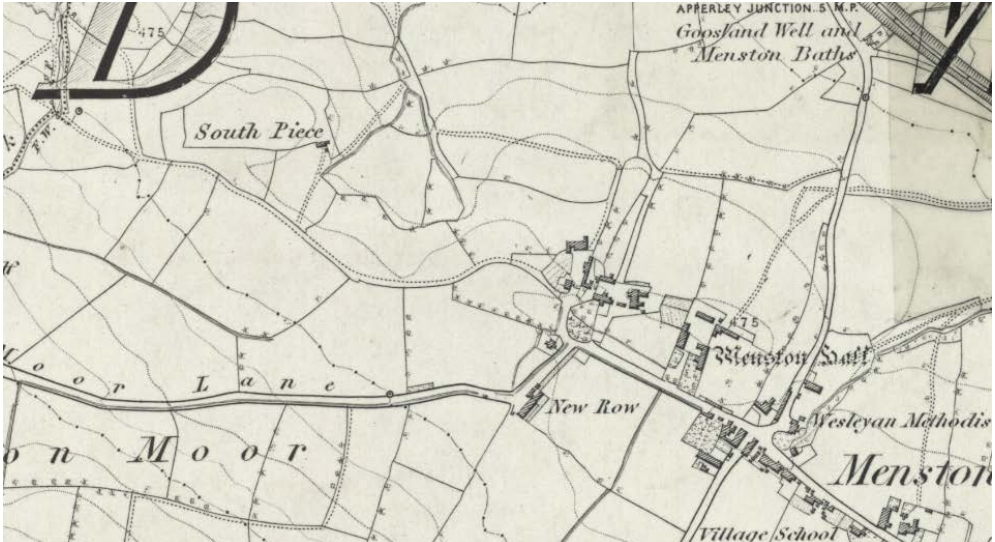 APPERLEY JUNCTION..5 M.P.
Goosland Well and
Menston Baths
D
475
F.W.
South Piece
475
Menston Hall
Moor Lane
New Row
Wesleyan Methodis
on Moor
Menston
Village School